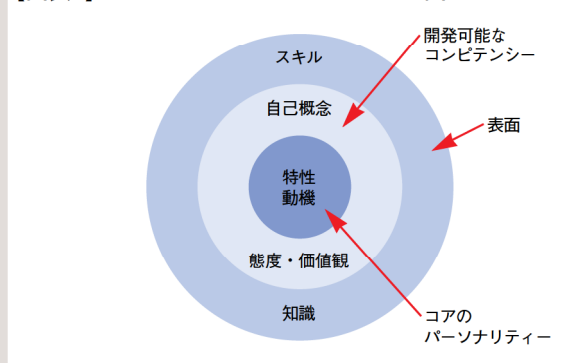 開発可能な
コンピテンシー
スキル
自己概念
表面
特性
動機
態度・価値観
知識
コアの
パーソナリティー